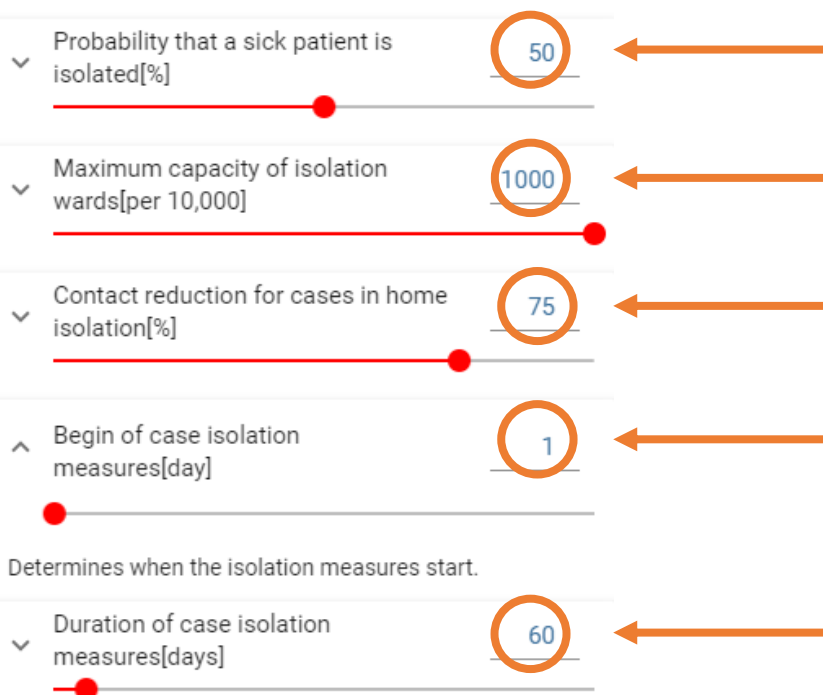 Probability that a sick patient is
isolated[%]
50
Maximum capacity of isolation
wards[per 10,000]
1000
Contact reduction for cases in home
isolation[%]
75
Begin of case isolation
measures[day]
1
Determines when the isolation measures start.
Duration of case isolation
measures[days]
60